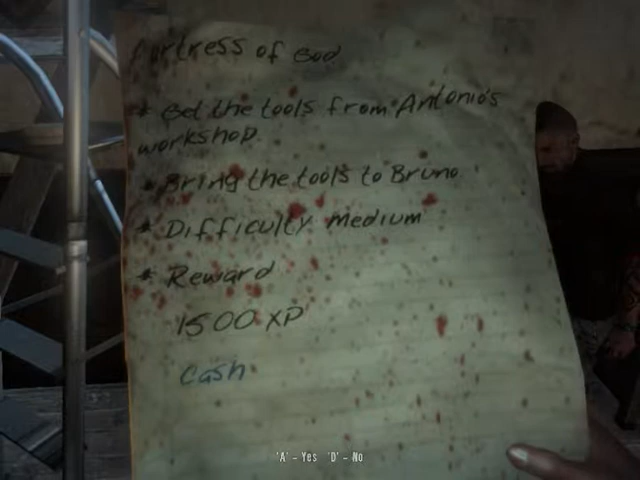 Fortress of God
* Get the tools from Antonio's
workshop.
* Bring the tools to Bruno
* Difficulty medium
* Reward
1500 XP
Cash
'A' - Yes 'D' - No